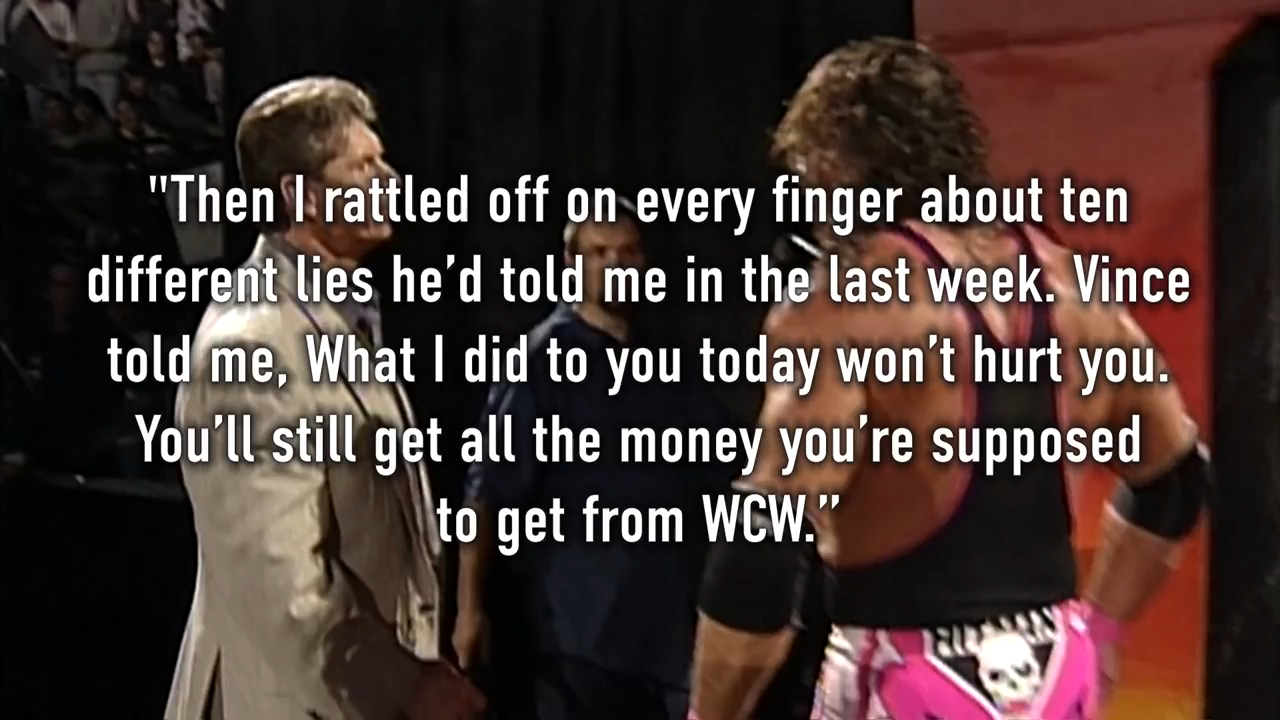 "Then I rattled off on every finger about ten
different lies he’d told me in the last week. Vince
told me, What I did to you today won’t hurt you.
You’ll still get all the money you’re supposed
to get from WCW.”